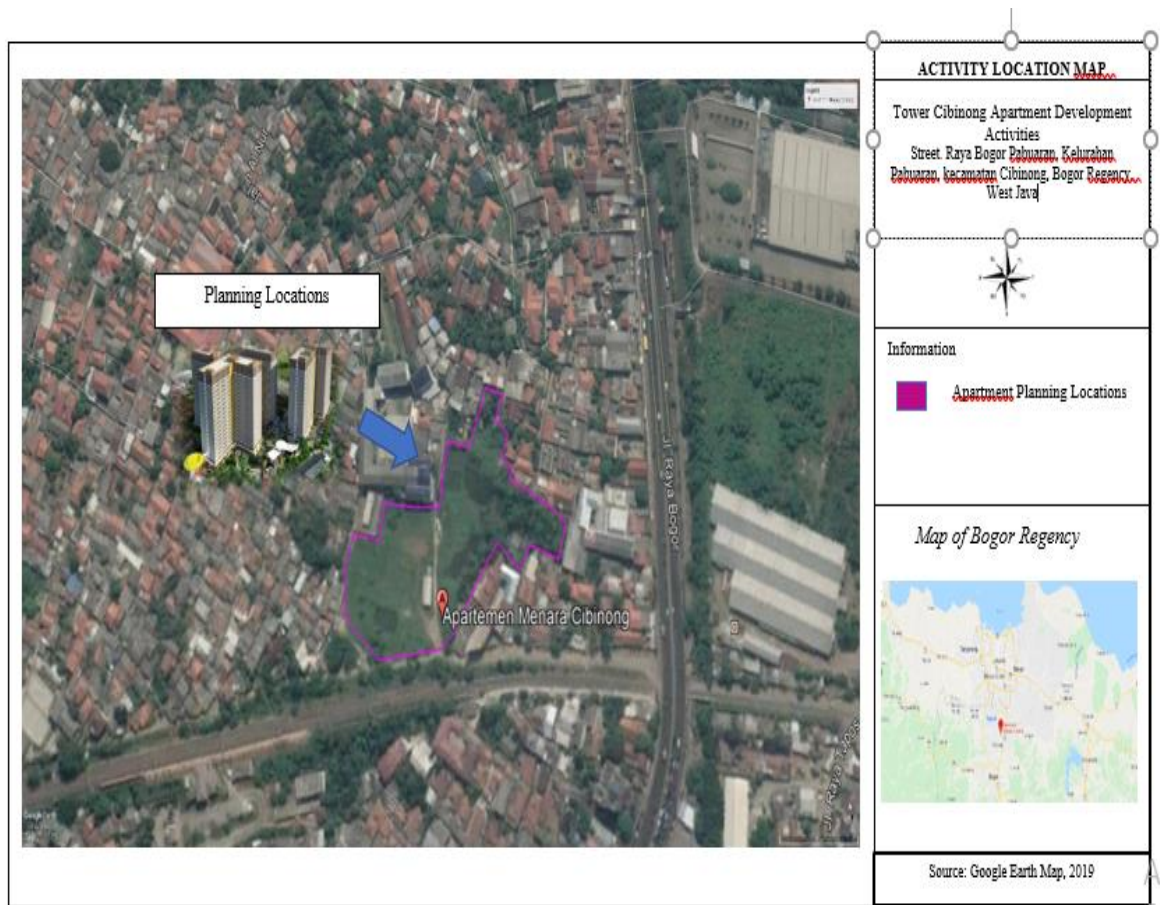 ACTIVITY LOCATION MAP
Tower Cibinong Apartment Development
Activities
Street. Raya Bogor Pabuaran, Kelurahan
Pabuaran, kecamatan Cibinong, Bogor Regency,
West Java
Planning Locations
Information
Apartment Planning Locations
Jl. Raya Bogor
Apartemen Menara Cibinong
Map of Bogor Regency
Source: Google Earth Map, 2019